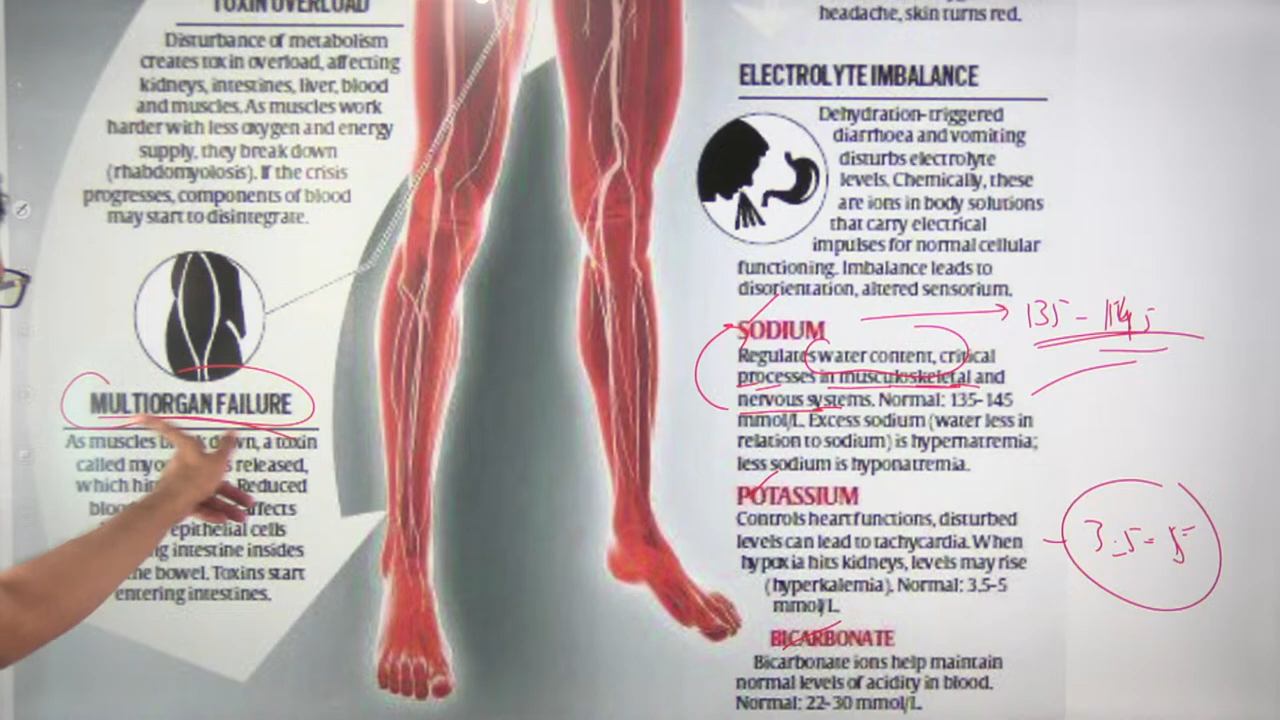 TOXIN OVERLOAD
Disturbance of metabolism
creates toxin overload, affecting
kidneys, intestines, liver, blood
and muscles. As muscles work
harder with less oxygen and energy
supply, they break down
(rhabdomyolosis). If the crisis
progresses, components of blood
may start to disintegrate.
MULTIORGAN FAILURE
As muscles down, a toxin
called released,
which Reduced
epithelial cells
intestine insides
bowel. Toxins start
entering intestines.
headache, skin turns red.
ELECTROLYTE IMBALANCE
Dehydration-triggered
diarrhoea and vomiting
disturbs electrolyte
levels. Chemically, these
are ions in body solutions
that carry electrical
impulses for normal cellular
functioning. Imbalance leads to
disorientation, altered sensorium.
SODIUM
Regulates water content, critical
processes in musculoskeletal and
nervous systems. Normal: 135-145
mmol/L. Excess sodium (water less in
relation to sodium) is hypernatremia;
less sodium is hyponatremia.
POTASSIUM
Controls heart functions, disturbed
levels can lead to tachycardia. When
hypoxia hits kidneys, levels may rise
(hyperkalemia). Normal: 3.5-5
mmol/L.
BICARBONATE
Bicarbonate ions help maintain
normal levels of acidity in blood.
Normal: 22-30 mmol/L.
135-145
3.5-5